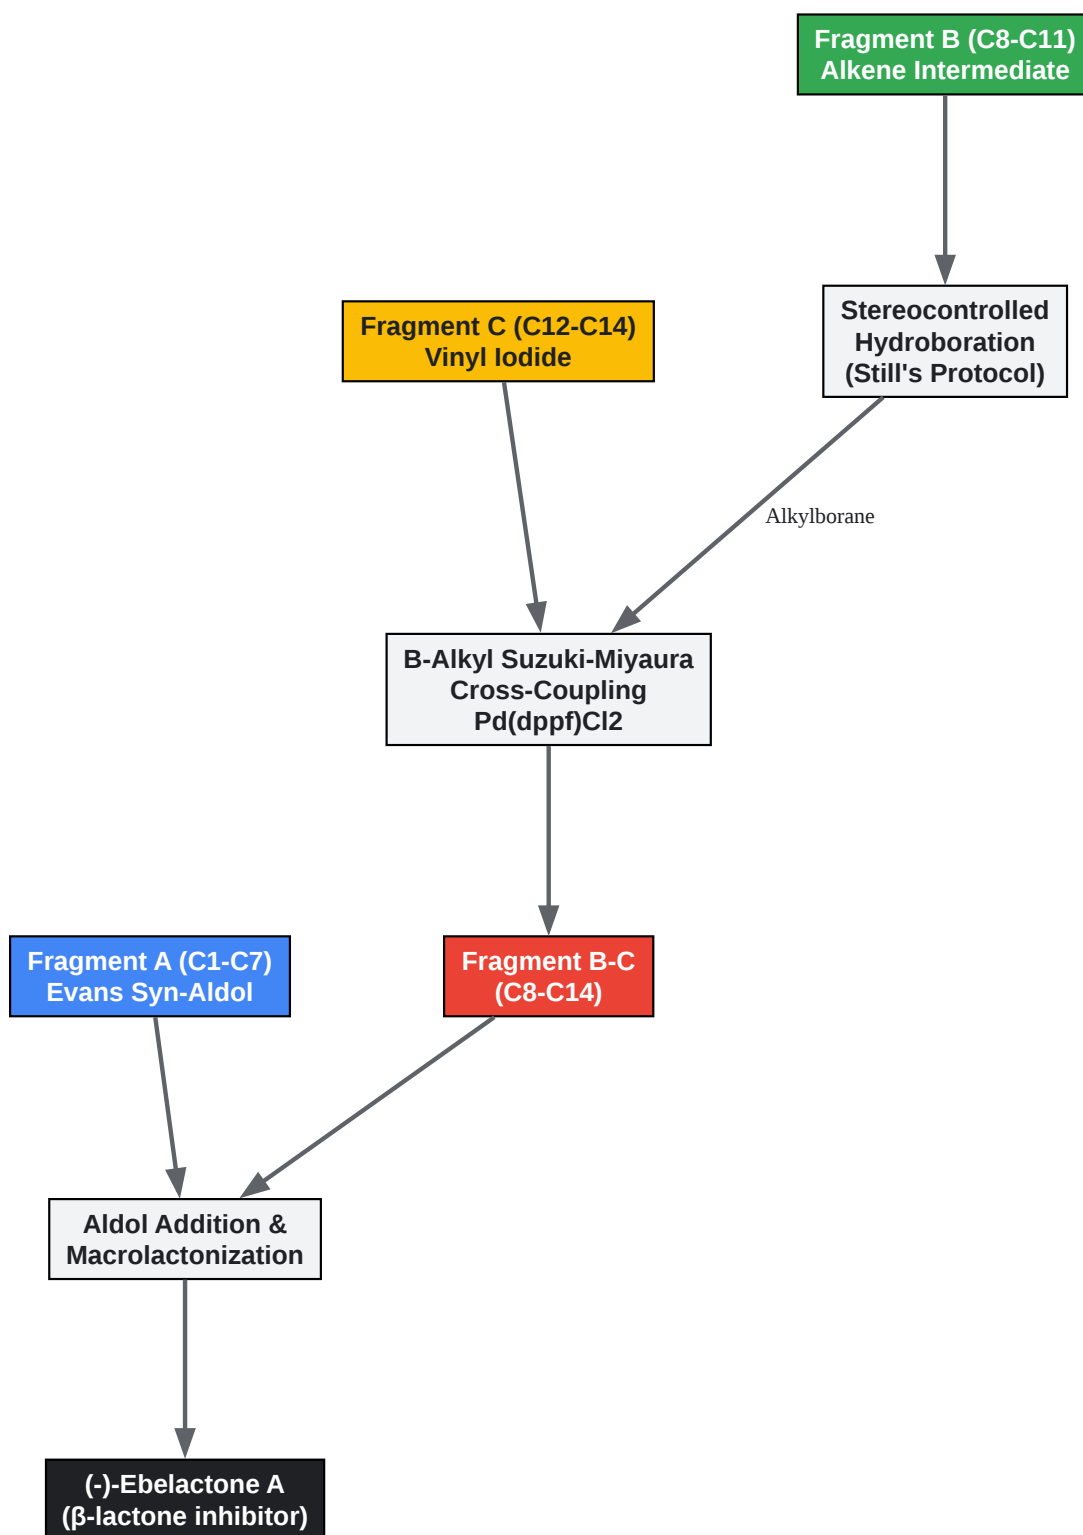 Fragment B (C8-C11)
Alkene Intermediate
Stereocontrolled
Hydroboration
(Still's Protocol)
Fragment C (C12-C14)
Vinyl Iodide
Alkylborane
B-Alkyl Suzuki-Miyaura
Cross-Coupling
Pd(dppf)Cl2
Fragment A (C1-C7)
Evans Syn-Aldol
Fragment B-C
(C8-C14)
Aldol Addition &
Macrolactonization
(-)-Ebelactone A
(β-lactone inhibitor)